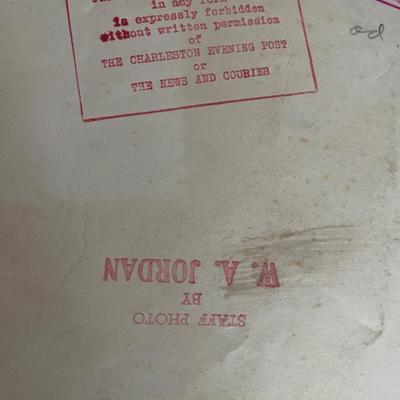 in any form
is expressly forbidden
without written permission
of
THE CHARLESTON EVENING POST
or
THE NEWS AND COURIER
od
STAFF PHOTO
BY
W. A. JORDAN